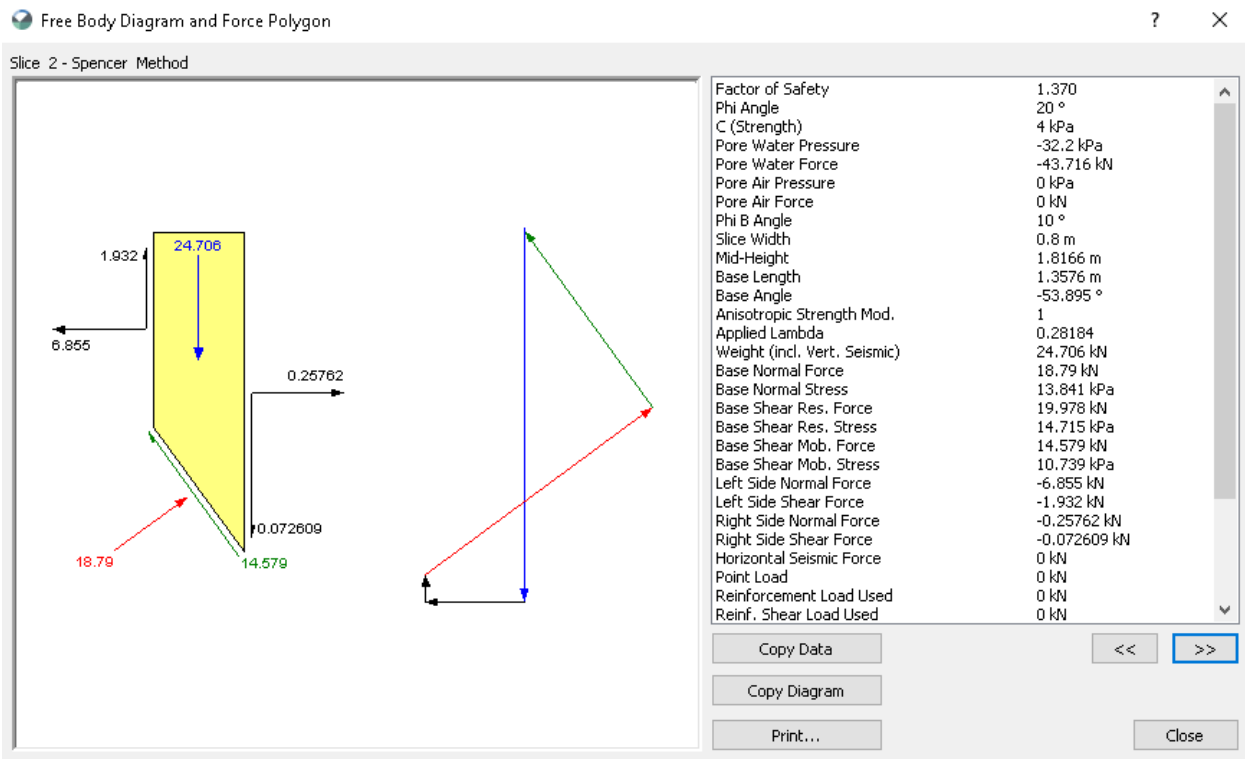 Free Body Diagram and Force Polygon
? ×
Slice 2 - Spencer Method
24.706
1.932
6.855
0.25762
0.072609
18.79
14.579
Factor of Safety 1.370
Phi Angle 20 °
C (Strength) 4 kPa
Pore Water Pressure -32.2 kPa
Pore Water Force -43.716 kN
Pore Air Pressure 0 kPa
Pore Air Force 0 kN
Phi B Angle 10 °
Slice Width 0.8 m
Mid-Height 1.8166 m
Base Length 1.3576 m
Base Angle -53.895 °
Anisotropic Strength Mod. 1
Applied Lambda 0.28184
Weight (incl. Vert. Seismic) 24.706 kN
Base Normal Force 18.79 kN
Base Normal Stress 13.841 kPa
Base Shear Res. Force 19.978 kN
Base Shear Res. Stress 14.715 kPa
Base Shear Mob. Force 14.579 kN
Base Shear Mob. Stress 10.739 kPa
Left Side Normal Force -6.855 kN
Left Side Shear Force -1.932 kN
Right Side Normal Force -0.25762 kN
Right Side Shear Force -0.072609 kN
Horizontal Seismic Force 0 kN
Point Load 0 kN
Reinforcement Load Used 0 kN
Reinf. Shear Load Used 0 kN
Copy Data << >>
Copy Diagram
Print... Close